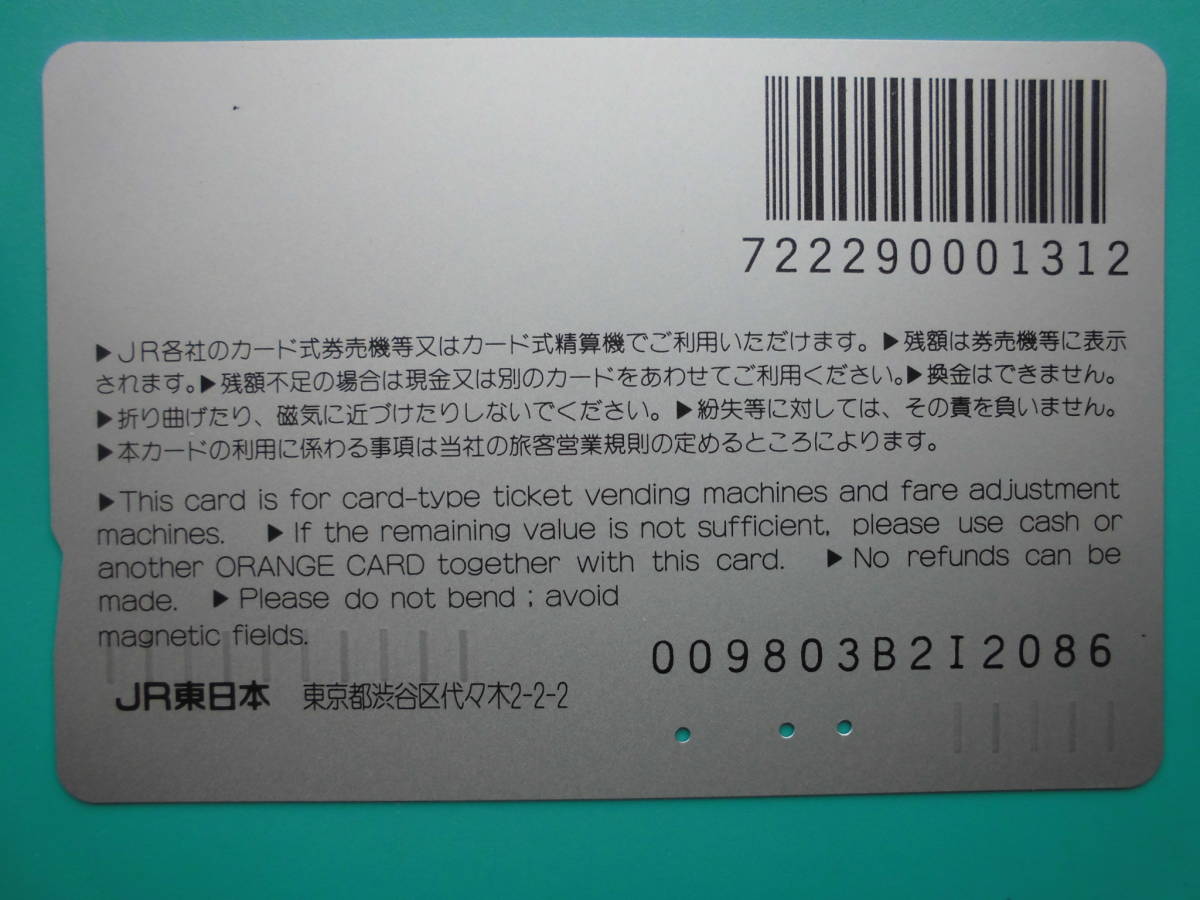 722290001312
▶JR各社のカード式券売機等又はカード式精算機でご利用いただけます。▶残額は券売機等に表示
されます。▶残額不足の場合は現金又は別のカードをあわせてご利用ください。▶換金はできません。
▶折り曲げたり、磁気に近づけたりしないでください。▶紛失等に対しては、その責を負いません。
▶本カードの利用に係わる事項は当社の旅客営業規則の定めるところによります。
▶This card is for card-type ticket vending machines and fare adjustment
machines. ▶If the remaining value is not sufficient, please use cash or
another ORANGE CARD together with this card. ▶No refunds can be
made. ▶Please do not bend ; avoid
magnetic fields.
009803B2I2086
JR東日本 東京都渋谷区代々木2-2-2